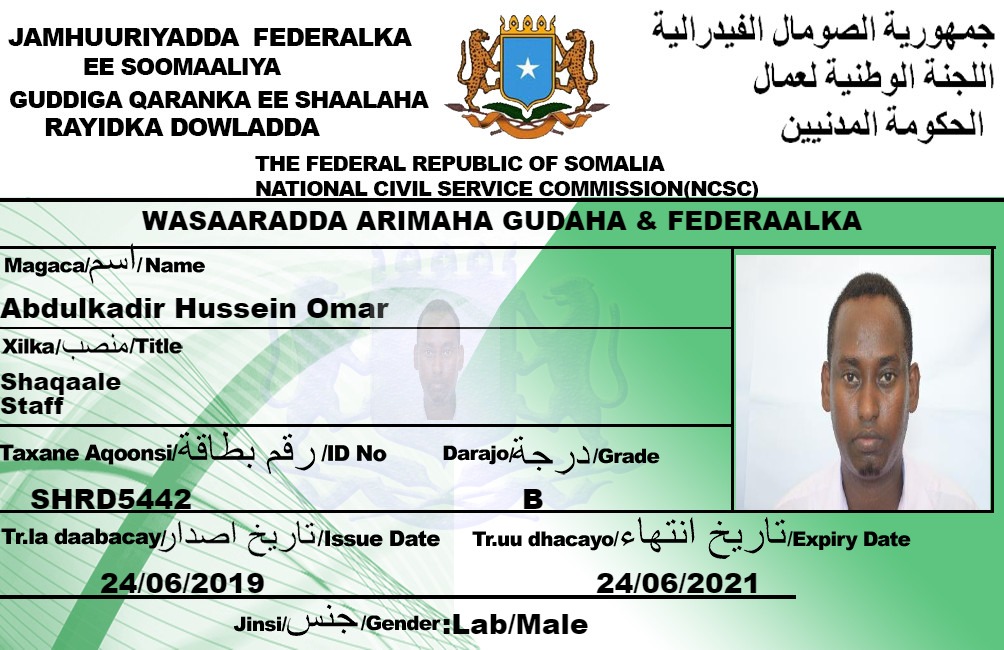 JAMHUURIYADDA FEDERALKA
EE SOOMAALIYA
GUDDIGA QARANKA EE SHAALAHA
RAYIDKA DOWLADDA
جمهورية الصومال الفيدرالية
اللجنة الوطنية لعمال
الحكومة المدنيين
THE FEDERAL REPUBLIC OF SOMALIA
NATIONAL CIVIL SERVICE COMMISSION(NCSC)
WASAARADDA ARIMAHA GUDAHA & FEDERAALKA
Magaca/اسم/Name
Abdulkadir Hussein Omar
Xilka/منصب/Title
Shaqaale
Staff
Taxane Aqoonsi/رقم بطاقة/ID No
SHRD5442
Darajo/درجة/Grade
B
Tr.la daabacay/تاريخ اصدار/Issue Date
24/06/2019
Tr.uu dhacayo/تاريخ انتهاء/Expiry Date
24/06/2021
Jinsi/جنس/Gender:Lab/Male